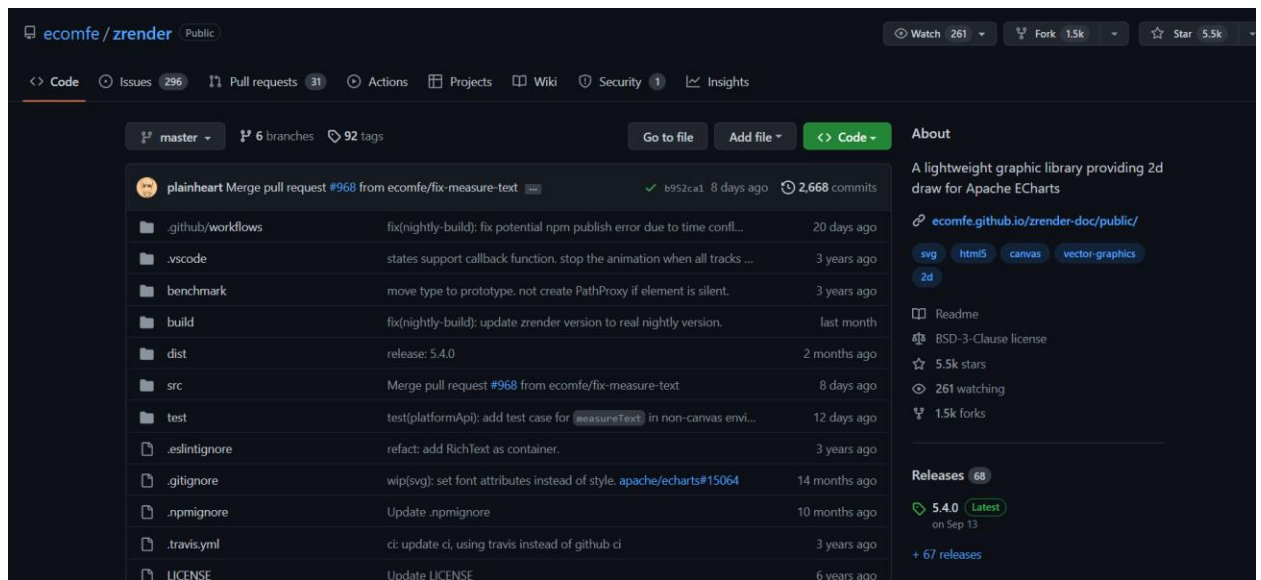 ecomfe / zrender Public
Watch 261 Fork 1.5k Star 5.5k
<> Code Issues 296 Pull requests 31 Actions Projects Wiki Security 1 Insights
master 6 branches 92 tags Go to file Add file <> Code
plainheart Merge pull request #968 from ecomfe/fix-measure-text ... b952ca1 8 days ago 2,668 commits
.github/workflows fix(nightly-build): fix potential npm publish error due to time confl... 20 days ago
.vscode states support callback function. stop the animation when all tracks ... 3 years ago
benchmark move type to prototype. not create PathProxy if element is silent. 3 years ago
build fix(nightly-build): update zrender version to real nightly version. last month
dist release: 5.4.0 2 months ago
src Merge pull request #968 from ecomfe/fix-measure-text 8 days ago
test test(platformApi): add test case for measureText in non-canvas envi... 12 days ago
.eslintignore refact: add RichText as container. 3 years ago
.gitignore wip(svg): set font attributes instead of style. apache/echarts#15064 14 months ago
.npmignore Update .npmignore 10 months ago
.travis.yml ci: update ci, using travis instead of github ci 3 years ago
LICENSE Update LICENSE 6 years ago
About
A lightweight graphic library providing 2d
draw for Apache ECharts
ecomfe.github.io/zrender-doc/public/
svg html5 canvas vector-graphics
2d
Readme
BSD-3-Clause license
5.5k stars
261 watching
1.5k forks
Releases 68
5.4.0 Latest
on Sep 13
+ 67 releases